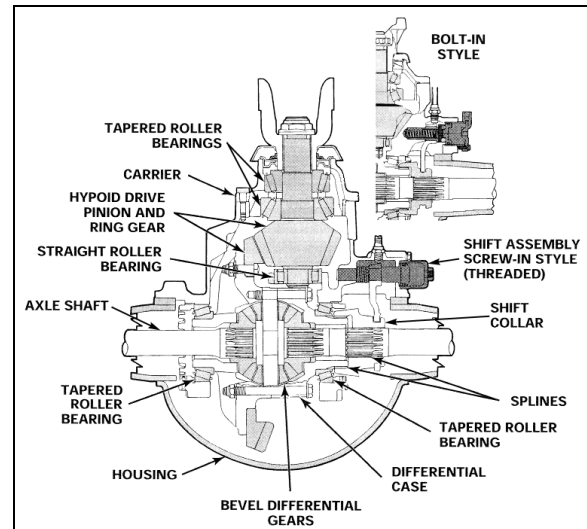 BOLT-IN
STYLE
TAPERED ROLLER
BEARINGS
CARRIER
HYPOID DRIVE
PINION AND
RING GEAR
STRAIGHT ROLLER
BEARING
SHIFT ASSEMBLY
SCREW-IN STYLE
(THREADED)
AXLE SHAFT
SHIFT
COLLAR
TAPERED
ROLLER
BEARING
SPLINES
TAPERED ROLLER
BEARING
HOUSING
DIFFERENTIAL
CASE
BEVEL DIFFERENTIAL
GEARS